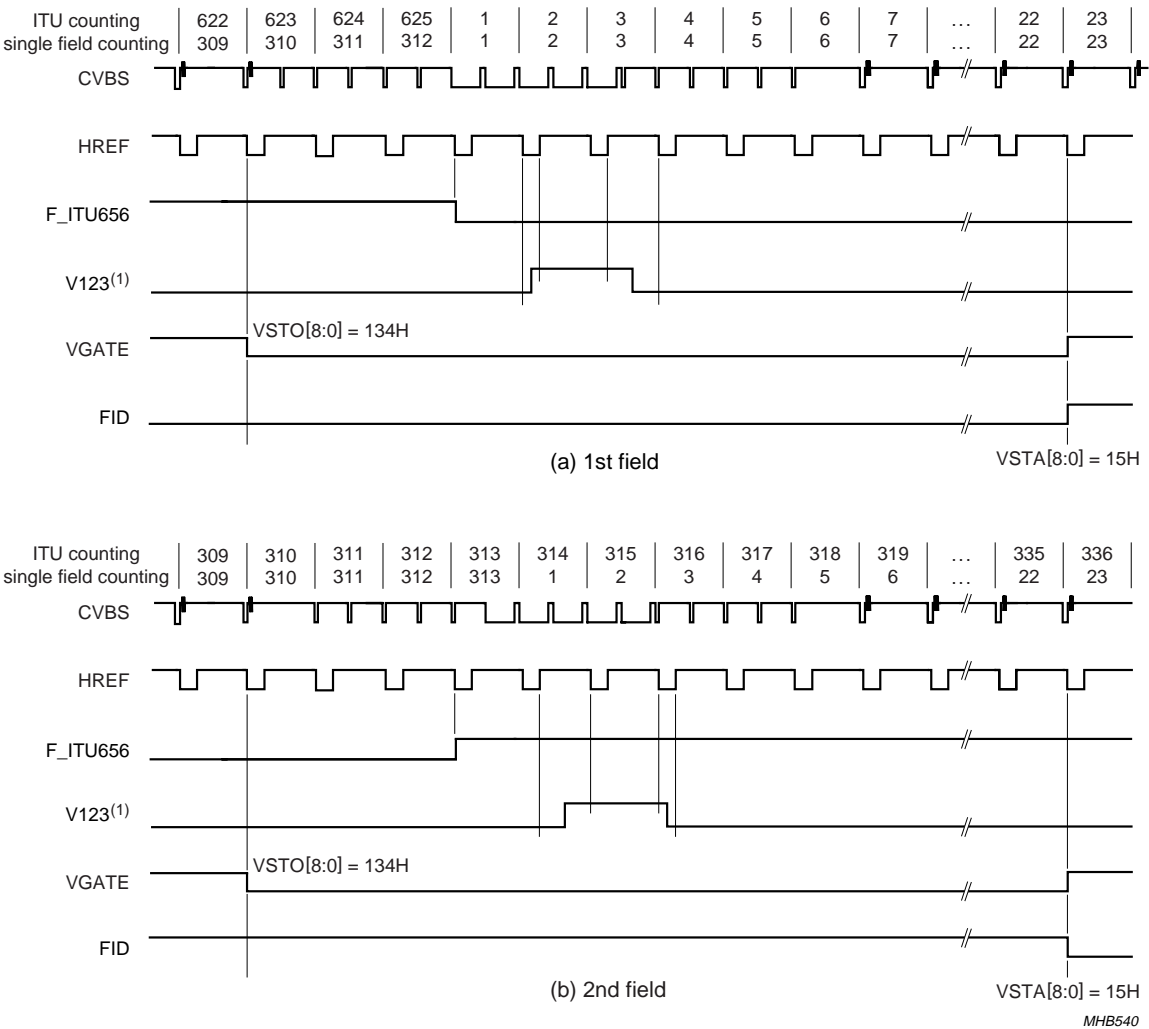 ITU counting 622 623 624 625 1 2 3 4 5 6 7 ... 22 23
single field counting 309 310 311 312 1 2 3 4 5 6 7 ... 22 23
CVBS
HREF
F_ITU656
V123(1)
VSTO[8:0] = 134H
VGATE
FID
(a) 1st field
VSTA[8:0] = 15H
ITU counting 309 310 311 312 313 314 315 316 317 318 319 ... 335 336
single field counting 309 310 311 312 313 1 2 3 4 5 6 ... 22 23
CVBS
HREF
F_ITU656
V123(1)
VSTO[8:0] = 134H
VGATE
FID
(b) 2nd field
VSTA[8:0] = 15H
MHB540